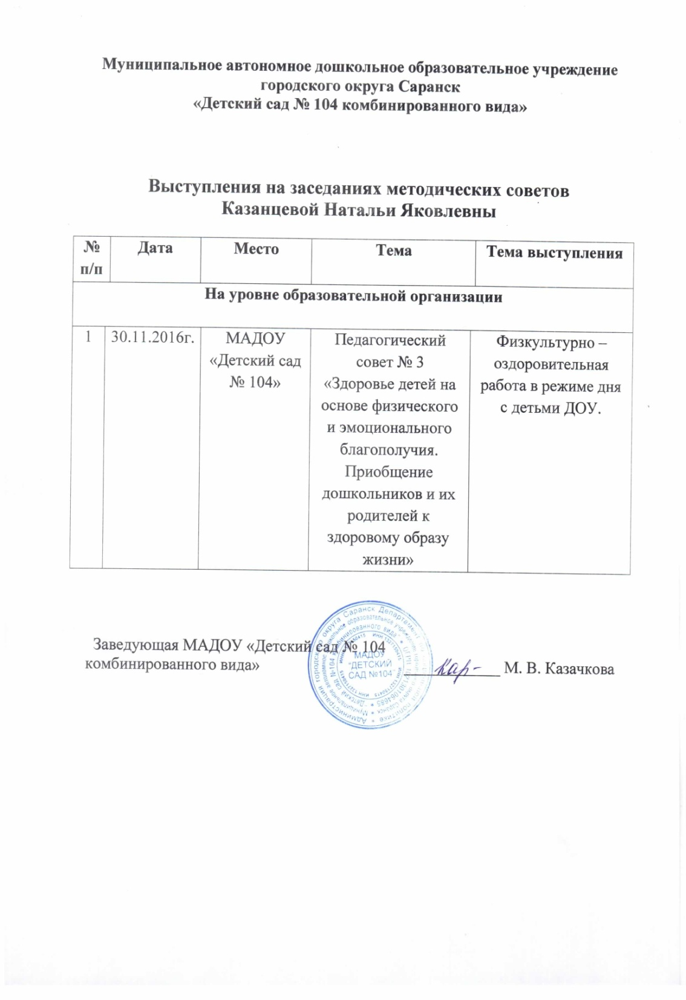 Муниципальное автономное дошкольное образовательное учреждение
городского округа Саранск
«Детский сад № 104 комбинированного вида»
Выступления на заседаниях методических советов
Казанцевой Натальи Яковлевны
№ п/п Дата Место Тема Тема выступления
На уровне образовательной организации
1
30.11.2016г.
МАДОУ
«Детский сад
№ 104»
Педагогический
совет № 3
«Здоровье детей на
основе физического
и эмоционального
благополучия.
Приобщение
дошкольников и их
родителей к
здоровому образу
жизни»
Физкультурно –
оздоровительная
работа в режиме дня
с детьми ДОУ.
Заведующая МАДОУ «Детский сад № 104
комбинированного вида» М. В. Казачкова
МАДОУ
"ДЕТСКИЙ
САД №104"